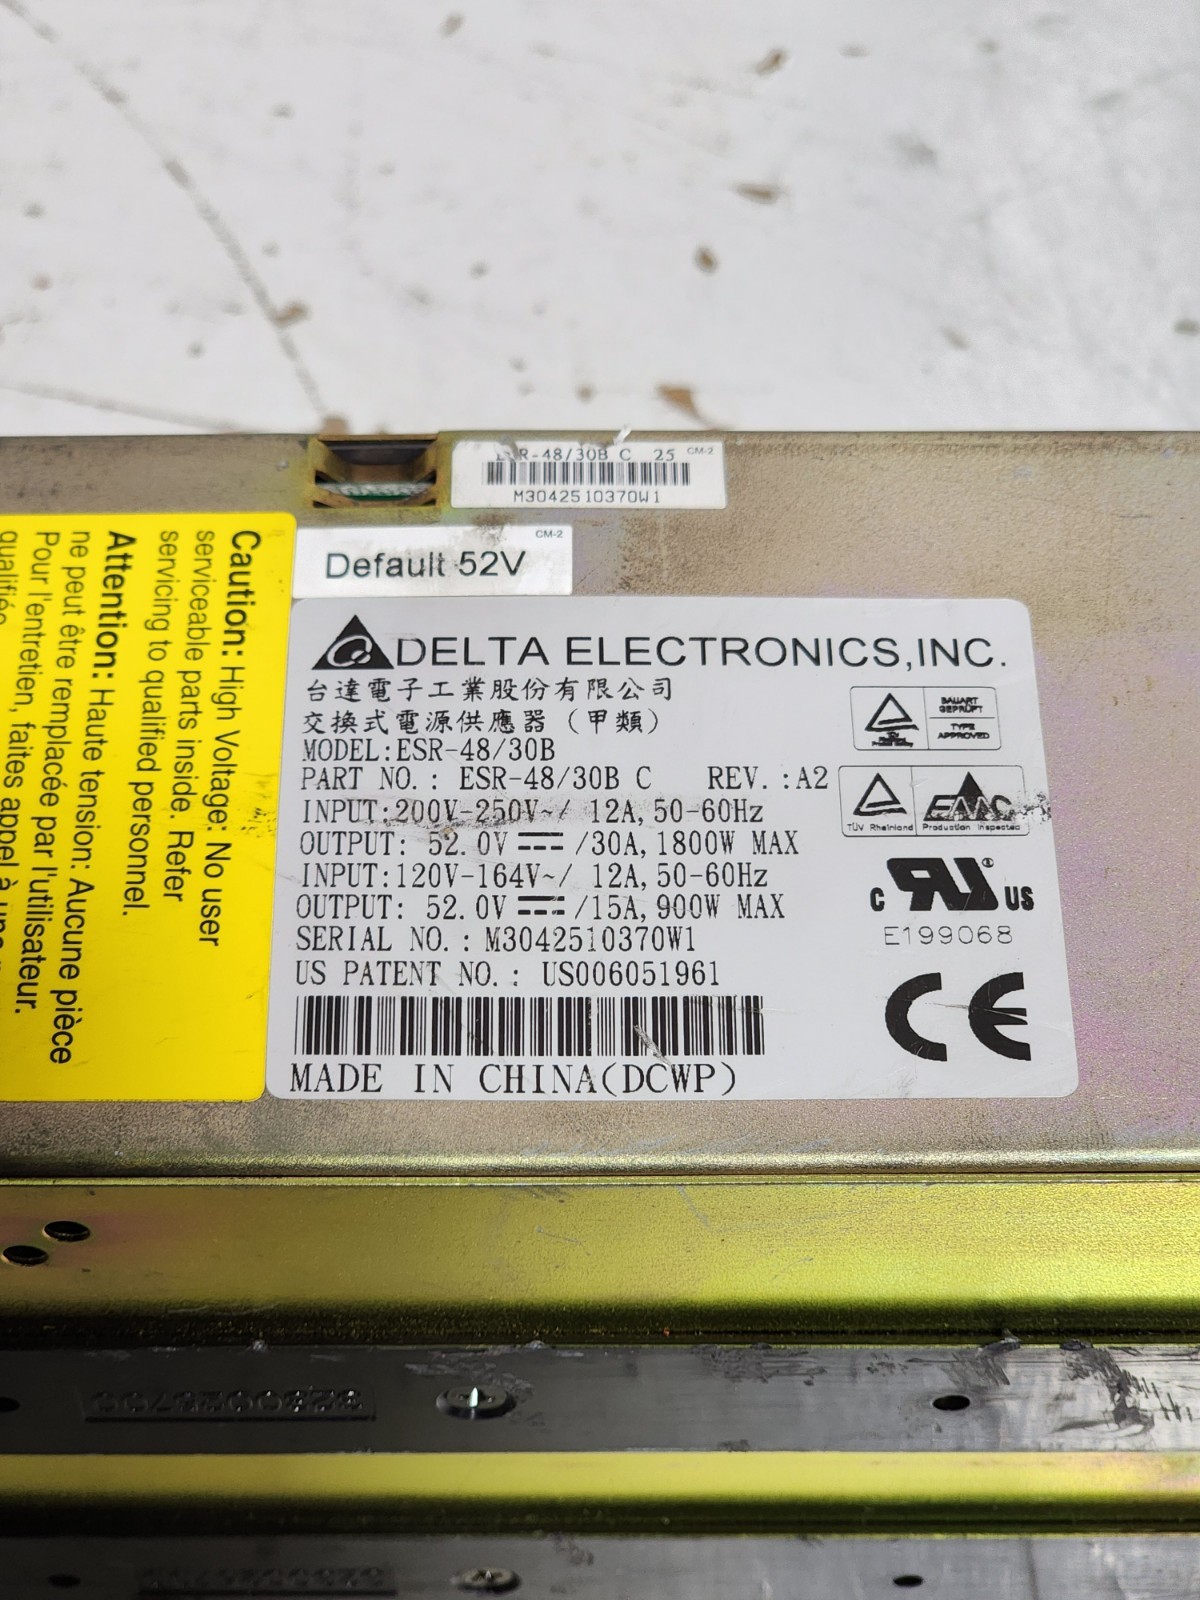 ESR-48/30B C 25 CM-2
M3042510370W1
CM-2
Default 52V
DELTA ELECTRONICS,INC.
台達電子工業股份有限公司
交換式電源供應器 (甲類)
MODEL:ESR-48/30B
PART NO.: ESR-48/30B C REV.:A2
INPUT:200V-250V~/ 12A, 50-60Hz
OUTPUT: 52.0V ⎓ /30A, 1800W MAX
INPUT:120V-164V~/ 12A, 50-60Hz
OUTPUT: 52.0V ⎓ /15A, 900W MAX
SERIAL NO.: M3042510370W1
US PATENT NO.: US006051961
MADE IN CHINA(DCWP)
BAUART
GEPRÜFT
TYPE
APPROVED
TÜV Rheinland
Production Inspected
C US
®
E199068
CE
Caution: High Voltage: No user
serviceable parts inside. Refer
servicing to qualified personnel.
Attention: Haute tension: Aucune pièce
ne peut être remplacée par l'utilisateur.
Pour l'entretien, faites appel à une
qualifiée